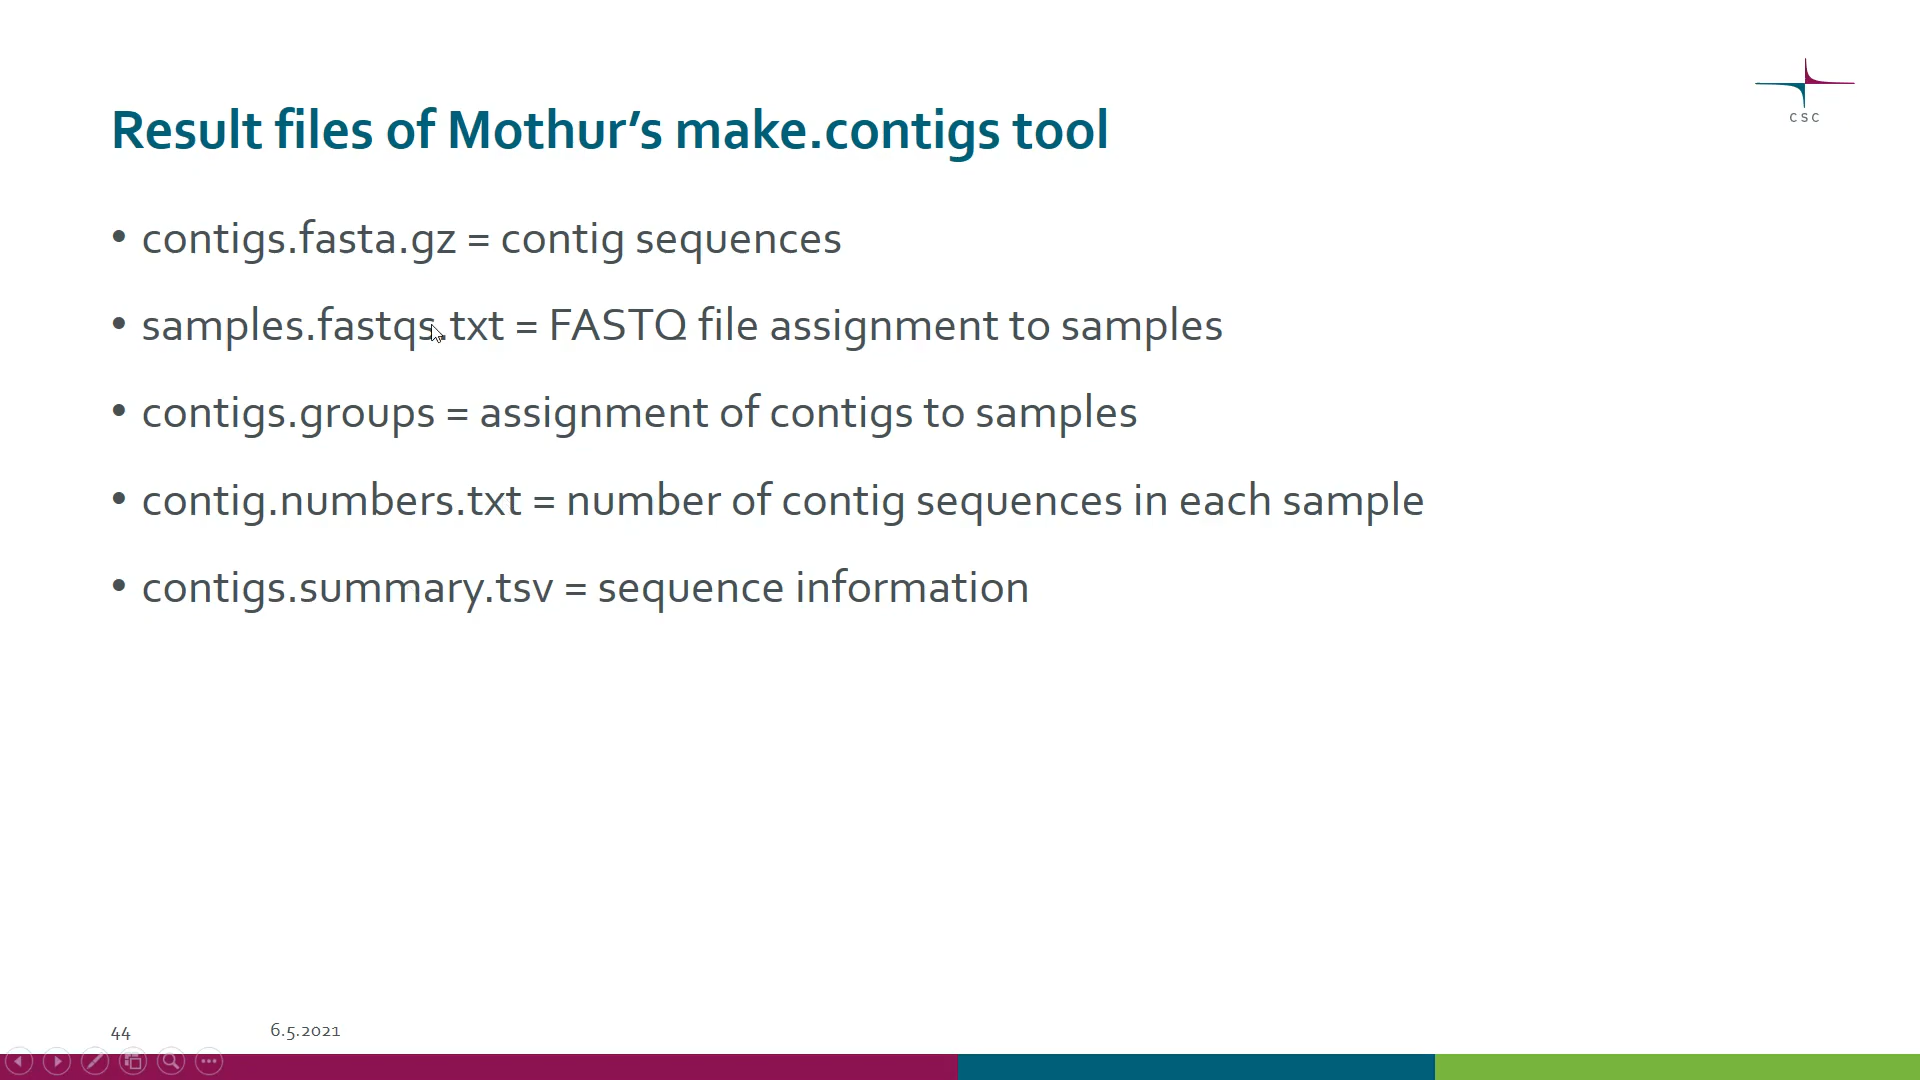 CSC
Result files of Mothur’s make.contigs tool
• contigs.fasta.gz = contig sequences
• samples.fastqs.txt = FASTQ file assignment to samples
• contigs.groups = assignment of contigs to samples
• contig.numbers.txt = number of contig sequences in each sample
• contigs.summary.tsv = sequence information
44
6.5.2021